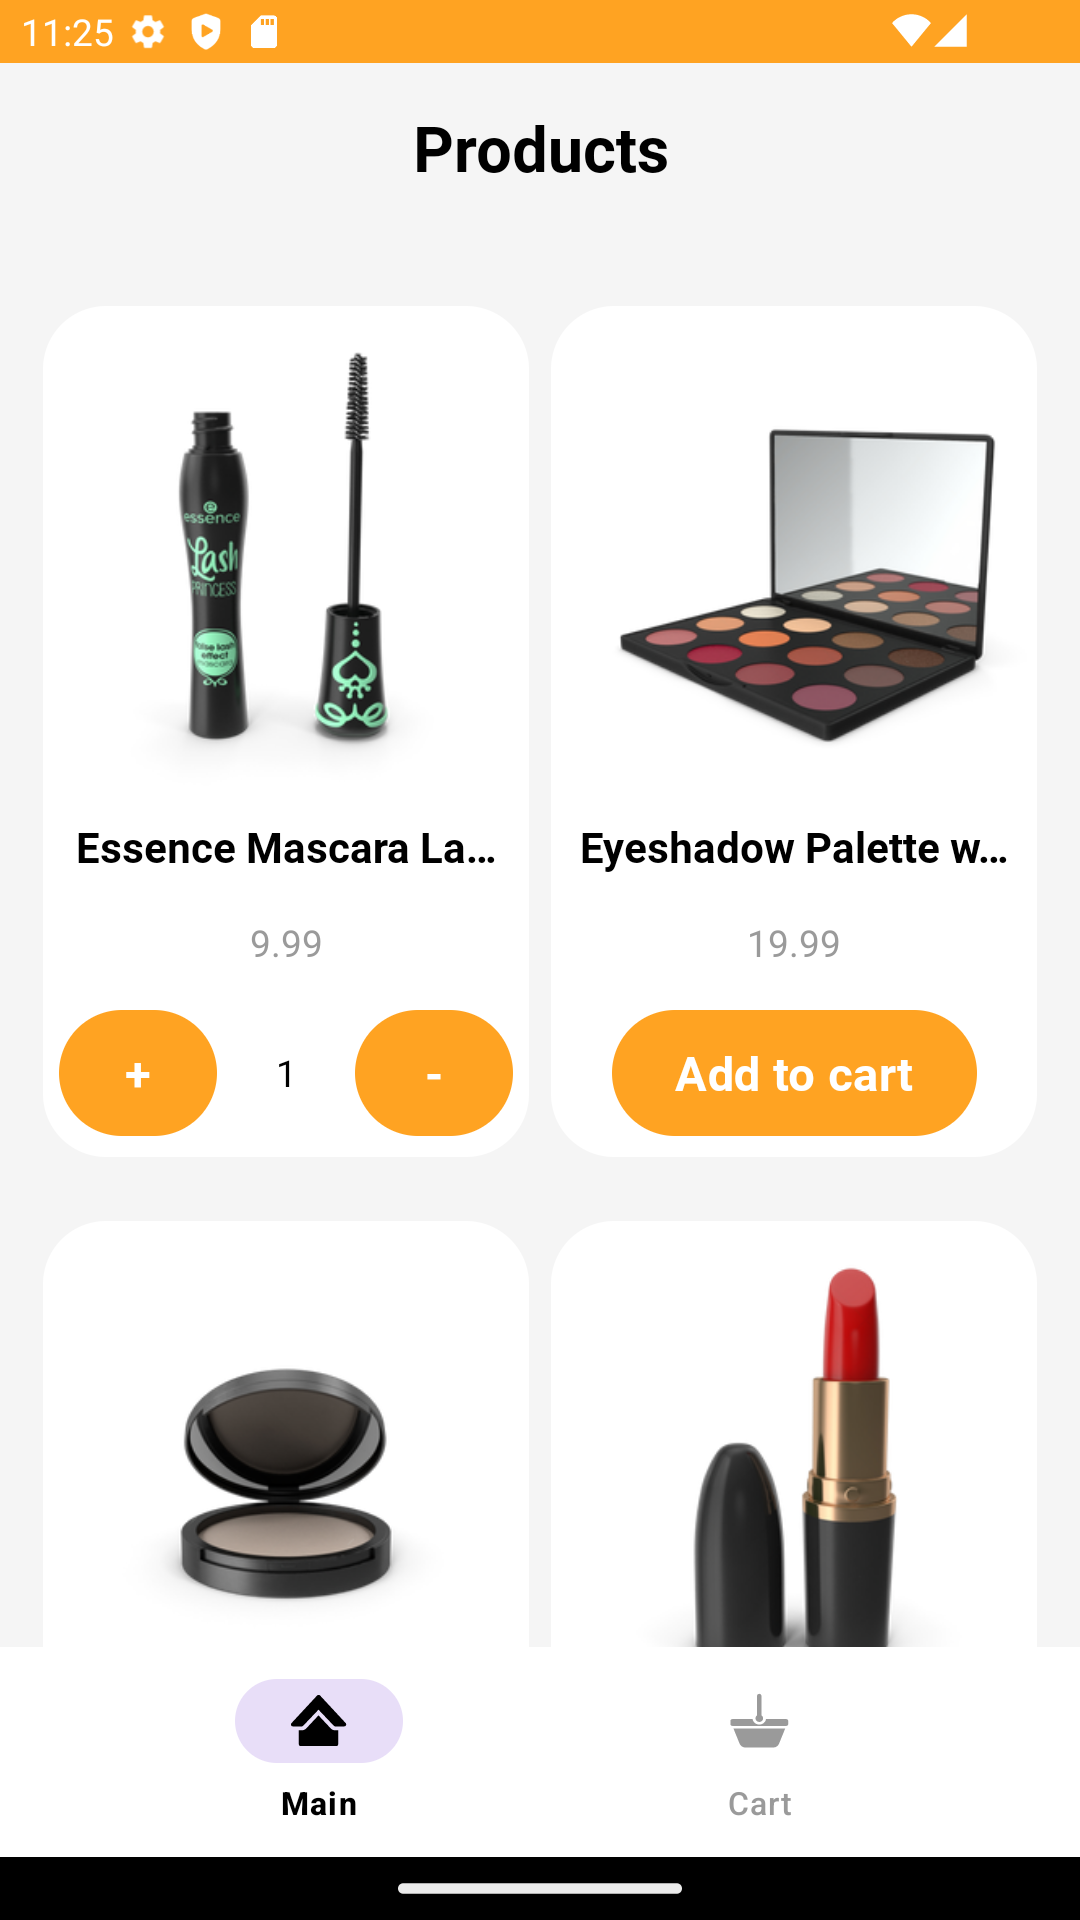 11:25
Products
essence
Lash
PRINCESS
false lash
effect
mascara
Essence Mascara La...
Eyeshadow Palette w...
9.99
19.99
+ 1 -
Add to cart
Main
Cart